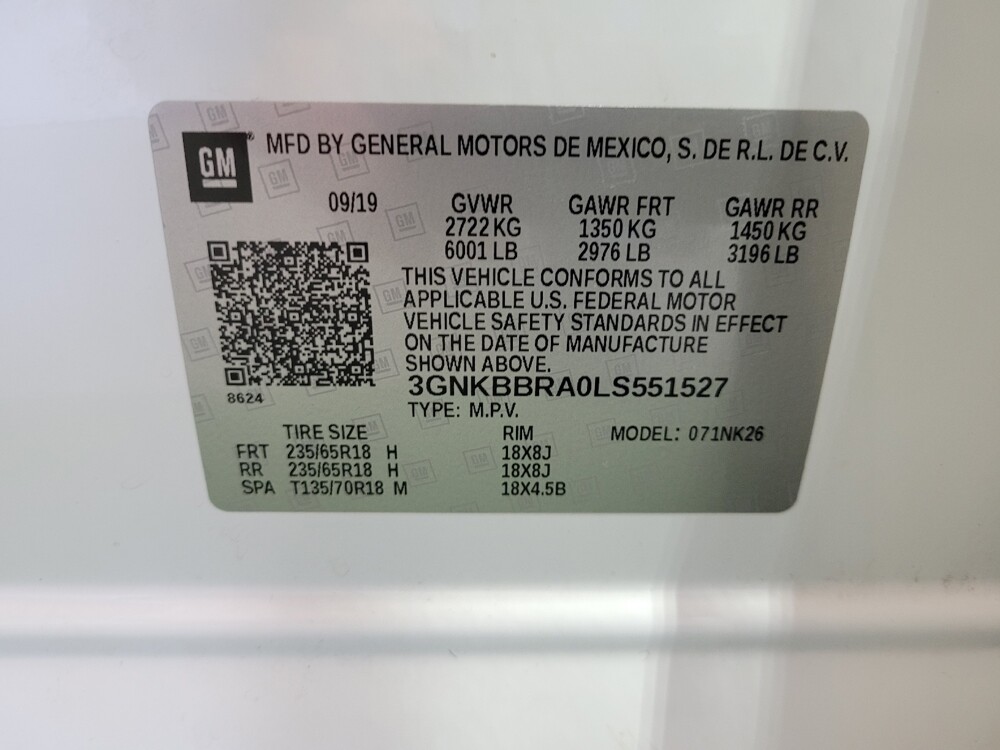 GM® MFD BY GENERAL MOTORS DE MEXICO, S. DE R.L. DE C.V.
09/19 GVWR GAWR FRT GAWR RR
2722 KG 1350 KG 1450 KG
6001 LB 2976 LB 3196 LB
THIS VEHICLE CONFORMS TO ALL
APPLICABLE U.S. FEDERAL MOTOR
VEHICLE SAFETY STANDARDS IN EFFECT
ON THE DATE OF MANUFACTURE
SHOWN ABOVE.
3GNKBBRA0LS551527
8624
TYPE: M.P.V.
TIRE SIZE RIM MODEL: 071NK26
FRT 235/65R18 H 18X8J
RR 235/65R18 H 18X8J
SPA T135/70R18 M 18X4.5B